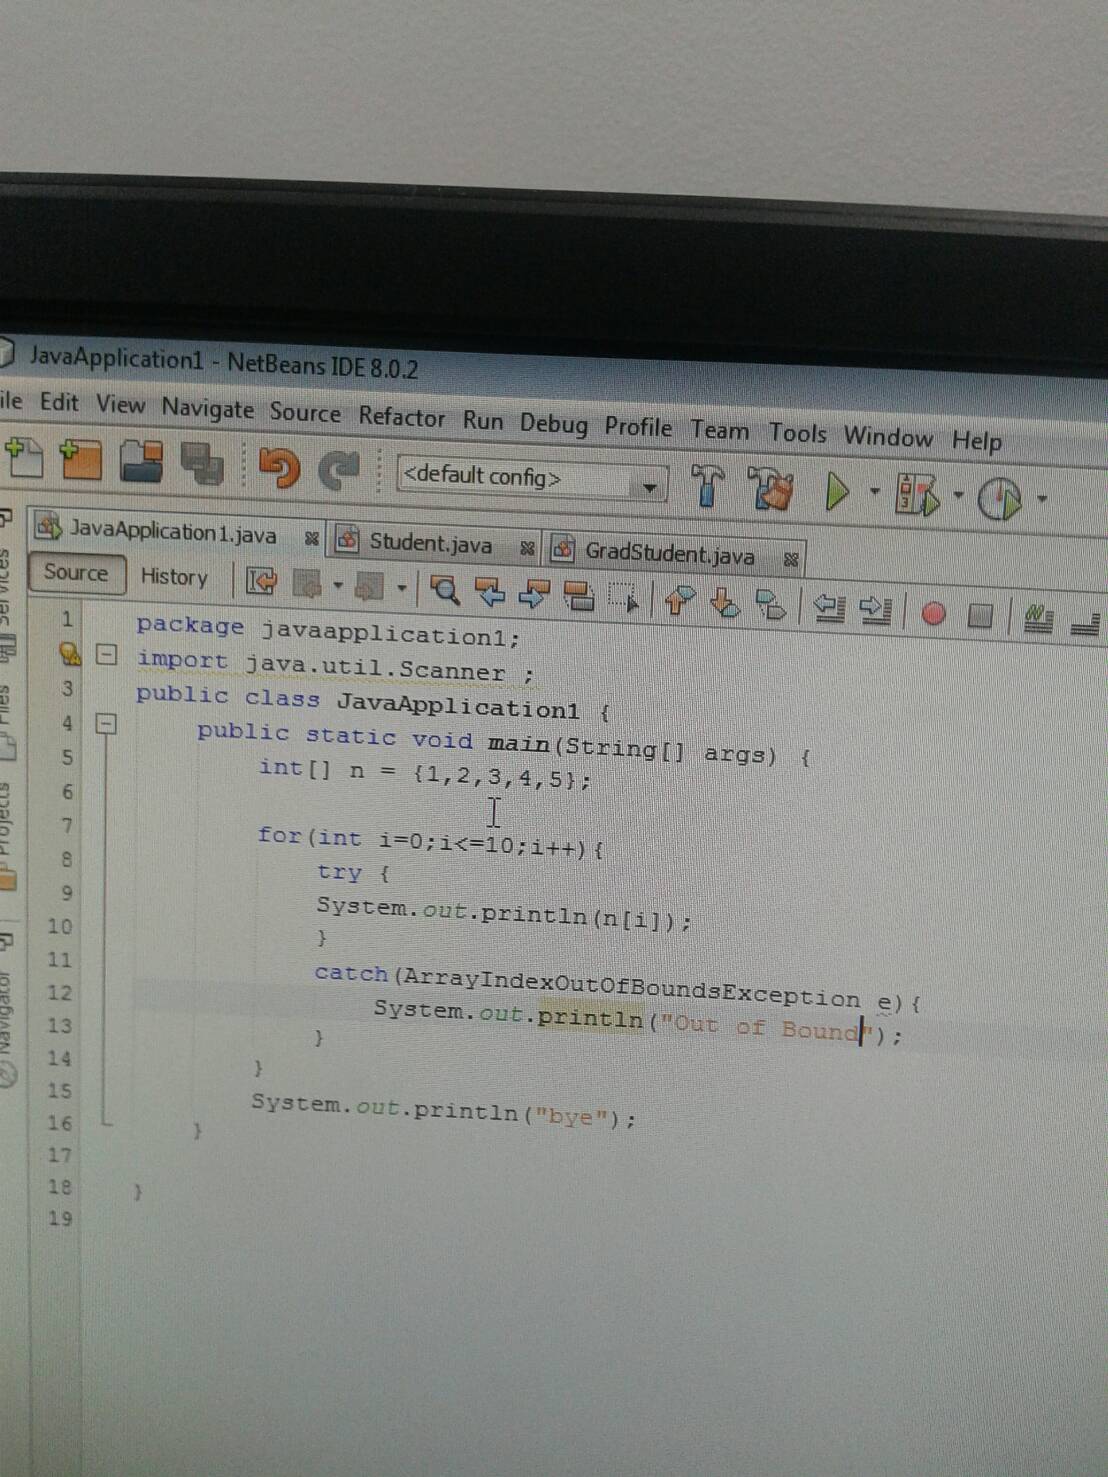 JavaApplication1 - NetBeans IDE 8.0.2
ile Edit View Navigate Source Refactor Run Debug Profile Team Tools Window Help
<default config>
JavaApplication1.java Student.java GradStudent.java
Source History
Services
Files
Projects
Navigator
1 package javaapplication1;
import java.util.Scanner ;
3 public class JavaApplication1 {
4 public static void main(String[] args) {
5 int[] n = {1,2,3,4,5};
6
7 for(int i=0;i<=10;i++){
8 try {
9 System.out.println(n[i]);
10 }
11 catch(ArrayIndexOutOfBoundsException e){
12 System.out.println("Out of Bound");
13 }
14 }
15 System.out.println("bye");
16 }
17
18 }
19